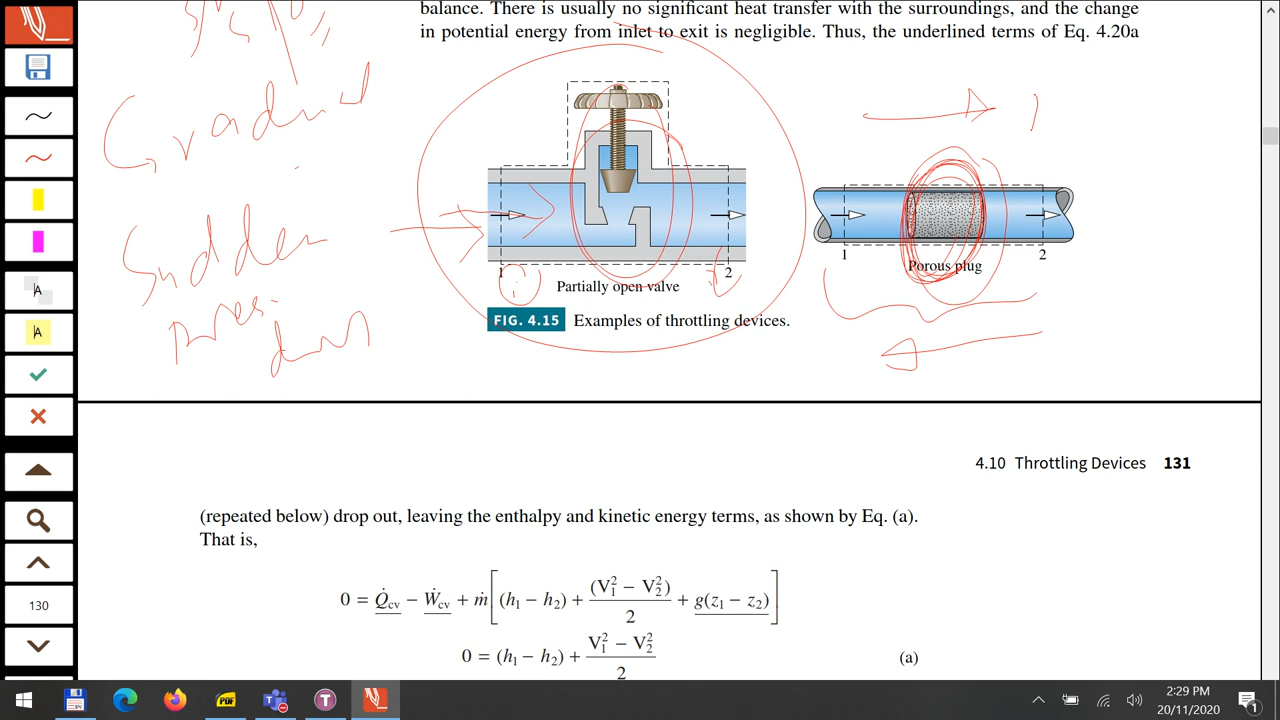 balance. There is usually no significant heat transfer with the surroundings, and the change
in potential energy from inlet to exit is negligible. Thus, the underlined terms of Eq. 4.20a
Gradual
Sudden
pres.
1
2
Partially open valve
1
2
Porous plug
FIG. 4.15 Examples of throttling devices.
4.10 Throttling Devices 131
(repeated below) drop out, leaving the enthalpy and kinetic energy terms, as shown by Eq. (a).
That is,
0 = Q̇cv − Ẇcv + ṁ[(h₁ − h₂) + (V₁² − V₂²)/2 + g(z₁ − z₂)]
0 = (h₁ − h₂) + (V₁² − V₂²)/2 (a)
A
A
130
PDF
T
T
2:29 PM
20/11/2020
1